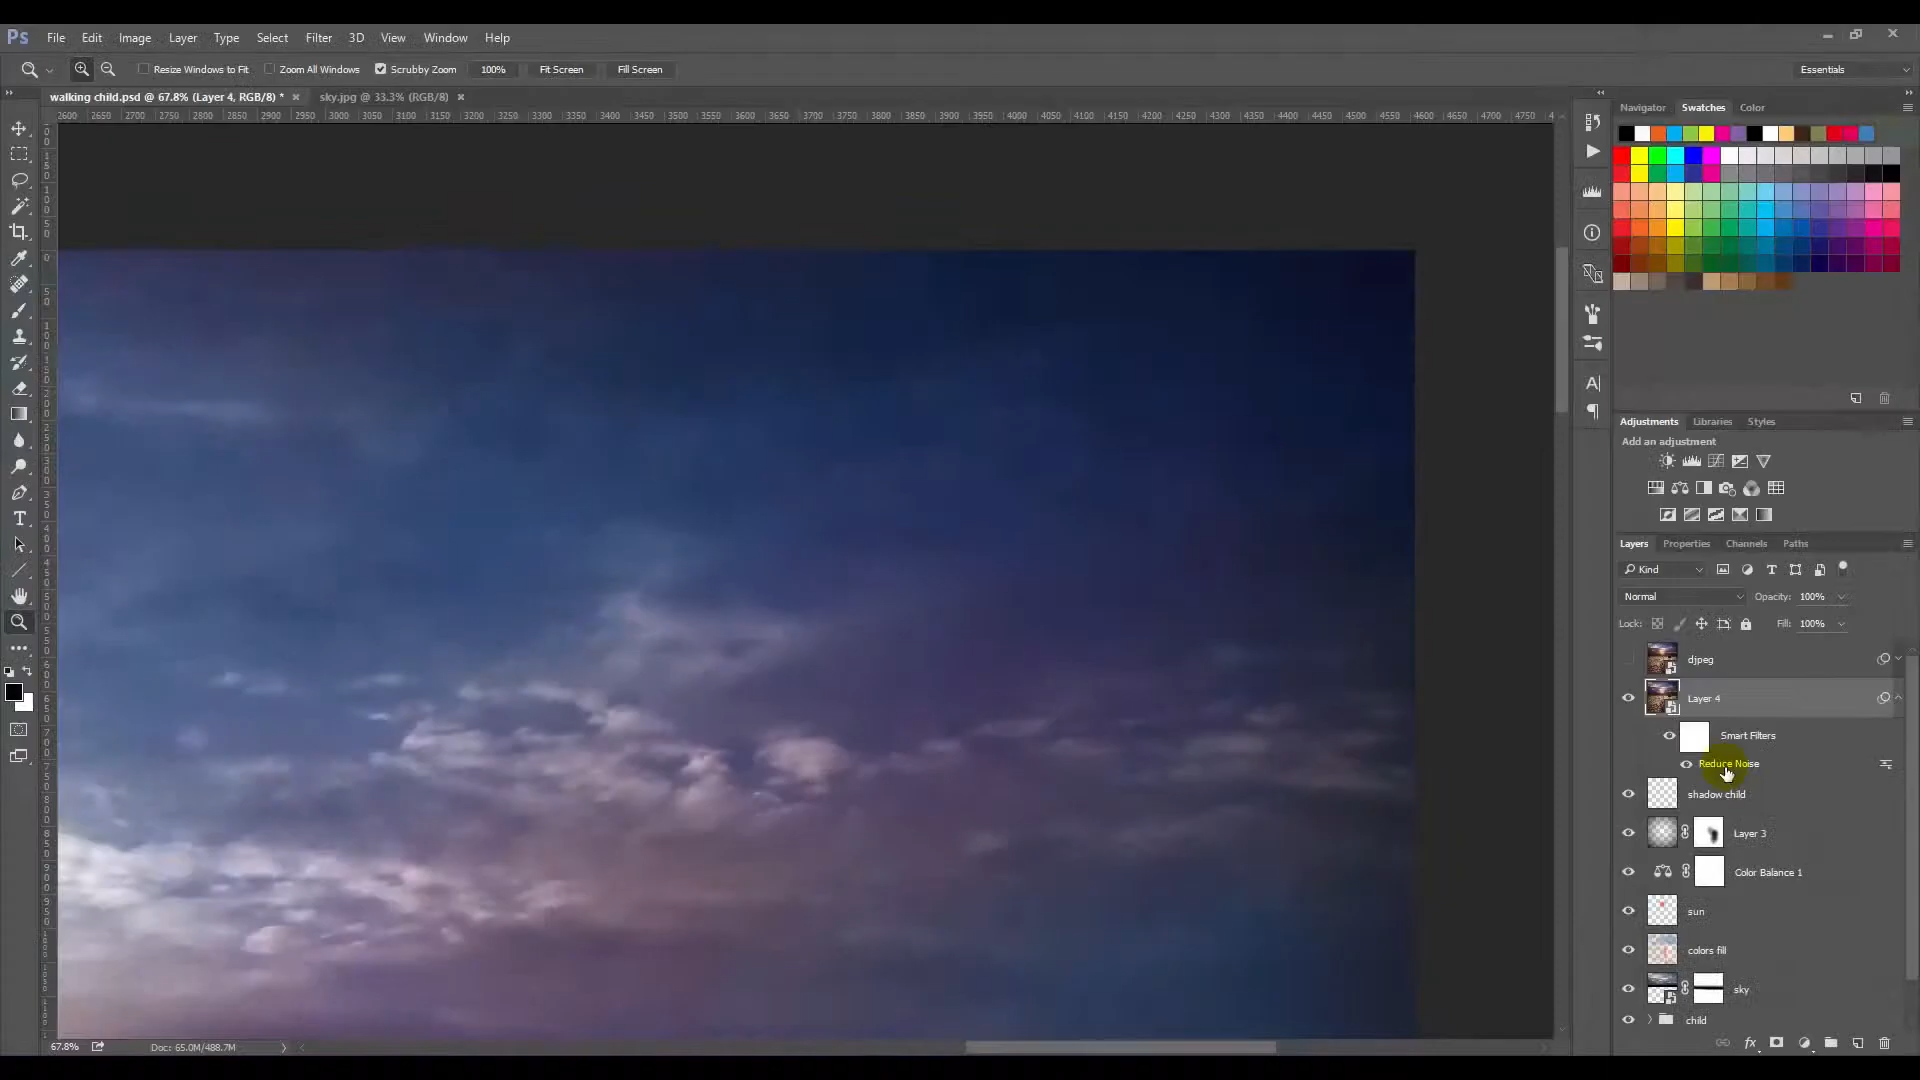 Ps File Edit Image Layer Type Select Filter 3D View Window Help
Resize Windows to Fit Zoom All Windows Scrubby Zoom 100% Fit Screen Fill Screen Essentials
walking child.psd @ 67.8% (Layer 4, RGB/8) * × sky.jpg @ 33.3% (RGB/8) ×
2600 2650 2700 2750 2800 2850 2900 2950 3000 3050 3100 3150 3200 3250 3300 3350 3400 3450 3500 3550 3600 3650 3700 3750 3800 3850 3900 3950 4000 4050 4100 4150 4200 4250 4300 4350 4400 4450 4500 4550 4600 4650 4700 4750 4
Navigator Swatches Color
Adjustments Libraries Styles
Add an adjustment
Layers Properties Channels Paths
Kind
Normal Opacity: 100%
Lock: Fill: 100%
djpeg
Layer 4
Smart Filters
Reduce Noise
shadow child
Layer 3
Color Balance 1
sun
colors fill
sky
child
67.8% Doc: 65.0M/488.7M